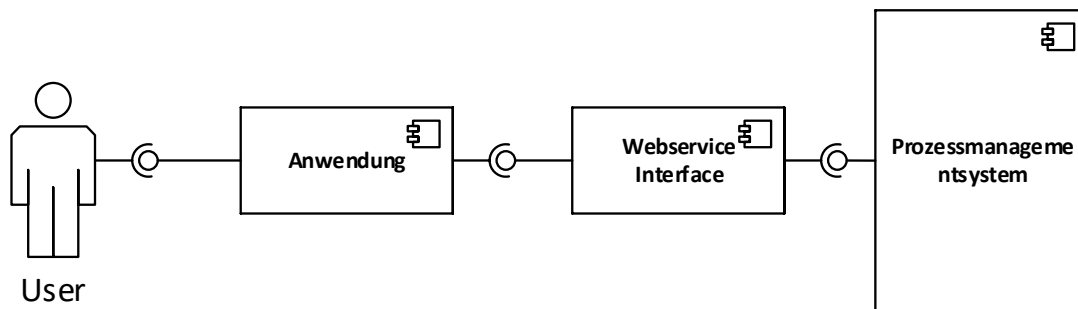 User
Anwendung
Webservice
Interface
Prozessmanageme
ntsystem